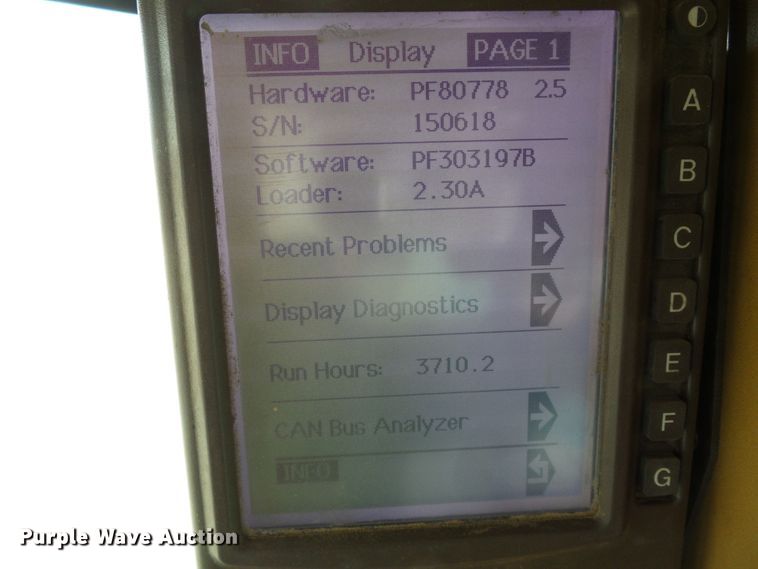 INFO Display PAGE 1
Hardware: PF80778 2.5
S/N: 150618
Software: PF303197B
Loader: 2.30A
Recent Problems
Display Diagnostics
Run Hours: 3710.2
CAN Bus Analyzer
INFO
A
B
C
D
E
F
G
Purple Wave Auction